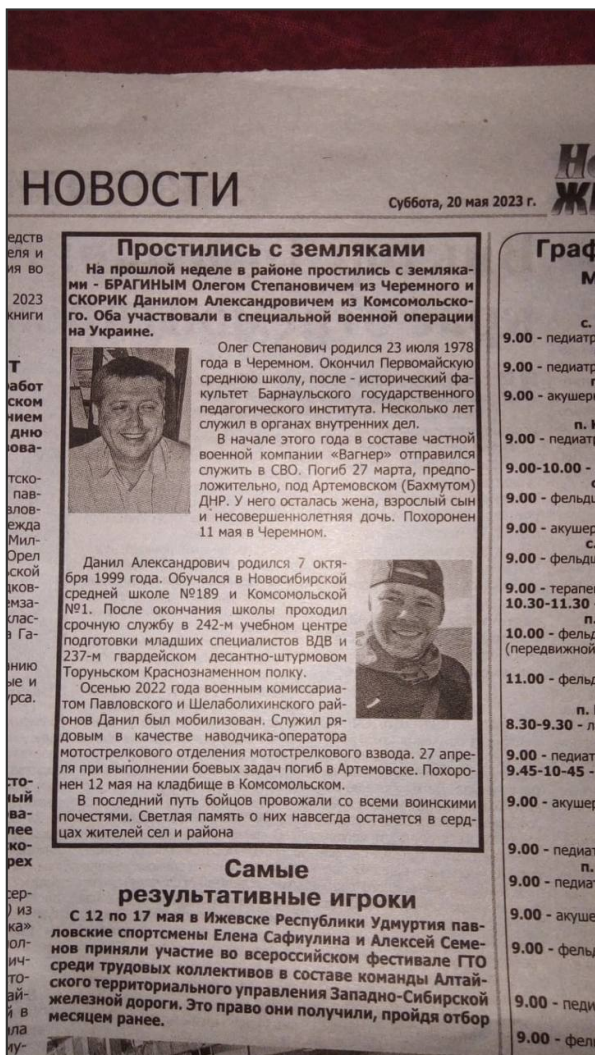 НОВОСТИ
Суббота, 20 мая 2023 г.
Простились с земляками
На прошлой неделе в районе простились с земляка-
ми - БРАГИНЫМ Олегом Степановичем из Черемного и
СКОРИК Данилом Александровичем из Комсомольско-
го. Оба участвовали в специальной военной операции
на Украине.
Олег Степанович родился 23 июля 1978
года в Черемном. Окончил Первомайскую
среднюю школу, после - исторический фа-
культет Барнаульского государственного
педагогического института. Несколько лет
служил в органах внутренних дел.
В начале этого года в составе частной
военной компании «Вагнер» отправился
служить в СВО. Погиб 27 марта, предпо-
ложительно, под Артемовском (Бахмутом)
ДНР. У него осталась жена, взрослый сын
и несовершеннолетняя дочь. Похоронен
11 мая в Черемном.
Данил Александрович родился 7 октя-
бря 1999 года. Обучался в Новосибирской
средней школе №189 и Комсомольской
№1. После окончания школы проходил
срочную службу в 242-м учебном центре
подготовки младших специалистов ВДВ и
237-м гвардейском десантно-штурмовом
Торуньском Краснознаменном полку.
Осенью 2022 года военным комиссариа-
том Павловского и Шелаболихинского рай-
онов Данил был мобилизован. Служил ря-
довым в качестве наводчика-оператора
мотострелкового отделения мотострелкового взвода. 27 апре-
ля при выполнении боевых задач погиб в Артемовске. Похоро-
нен 12 мая на кладбище в Комсомольском.
В последний путь бойцов провожали со всеми воинскими
почестями. Светлая память о них навсегда останется в серд-
цах жителей сел и района
Самые
результативные игроки
С 12 по 17 мая в Ижевске Республики Удмуртия пав-
ловские спортсмены Елена Сафиулина и Алексей Семе-
нов приняли участие во всероссийском фестивале ГТО
среди трудовых коллективов в составе команды Алтай-
ского территориального управления Западно-Сибирской
железной дороги. Это право они получили, пройдя отбор
месяцем ранее.
9.00 - педиатр
9.00 - педиатр
9.00 - акушер
9.00 - педиатр
9.00-10.00 -
9.00 - фельд
9.00 - акуше
9.00 - фельд
9.00 - терапе
10.30-11.30
10.00 - фель
(передвижной
11.00 - фельд
8.30-9.30 - л
9.00 - педиат
9.45-10-45 -
9.00 - акушер
9.00 - педиат
9.00 - педиа
9.00 - акуше
9.00 - фель
9.00 - педи
9.00 - фел